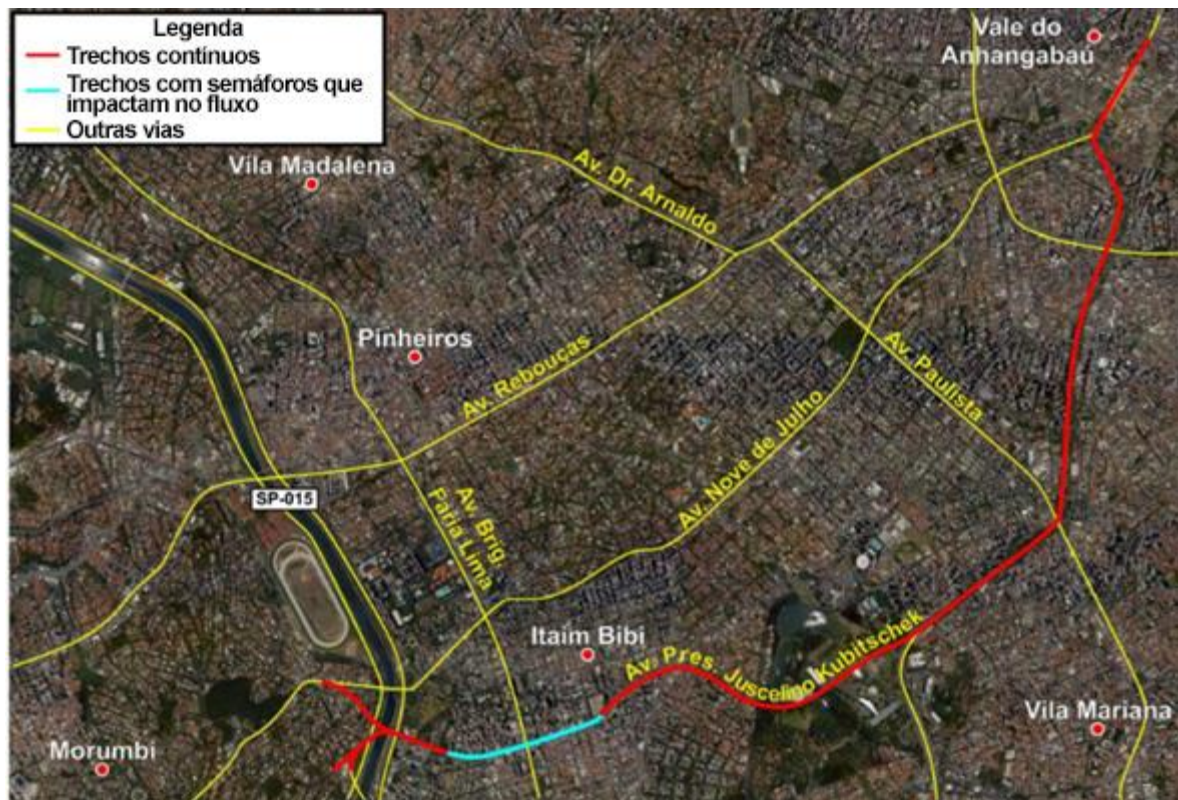 Legenda
Trechos contínuos
Trechos com semáforos que
impactam no fluxo
Outras vias
Vale do
Anhangabaú
Vila Madalena
Av. Dr. Arnaldo
Pinheiros
Av. Reboucas
Av. Paulista
Av. Nove de Julho
SP-015
Av. Brig.
Faria Lima
Itaim Bibi
Av. Pres. Juscelino Kubitschek
Vila Mariana
Morumbi